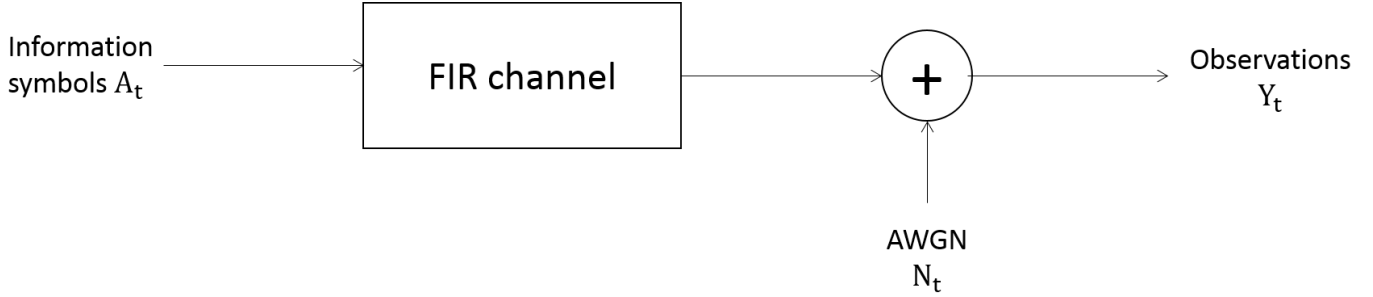 Information
symbols A_t
FIR channel
+
Observations
Y_t
AWGN
N_t